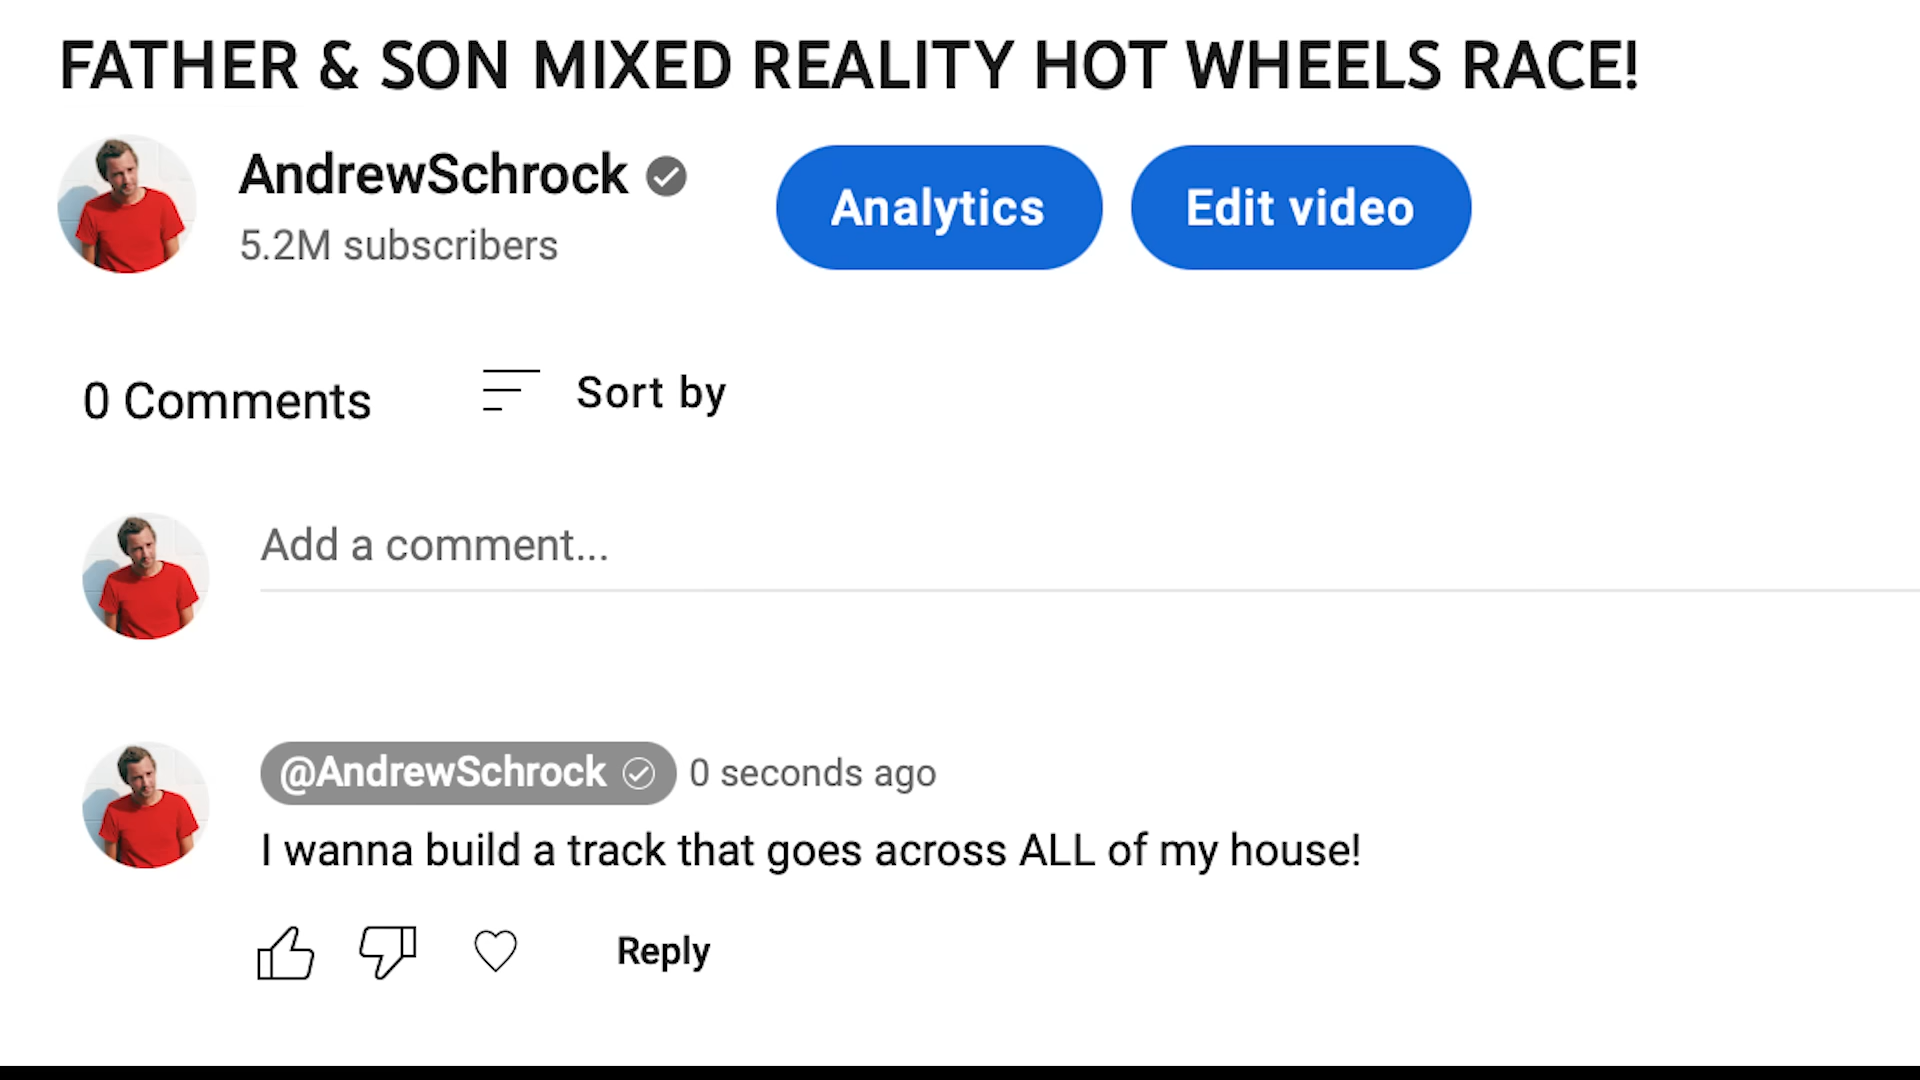 FATHER & SON MIXED REALITY HOT WHEELS RACE!
AndrewSchrock
5.2M subscribers
Analytics
Edit video
0 Comments
Sort by
Add a comment...
@AndrewSchrock
0 seconds ago
I wanna build a track that goes across ALL of my house!
Reply